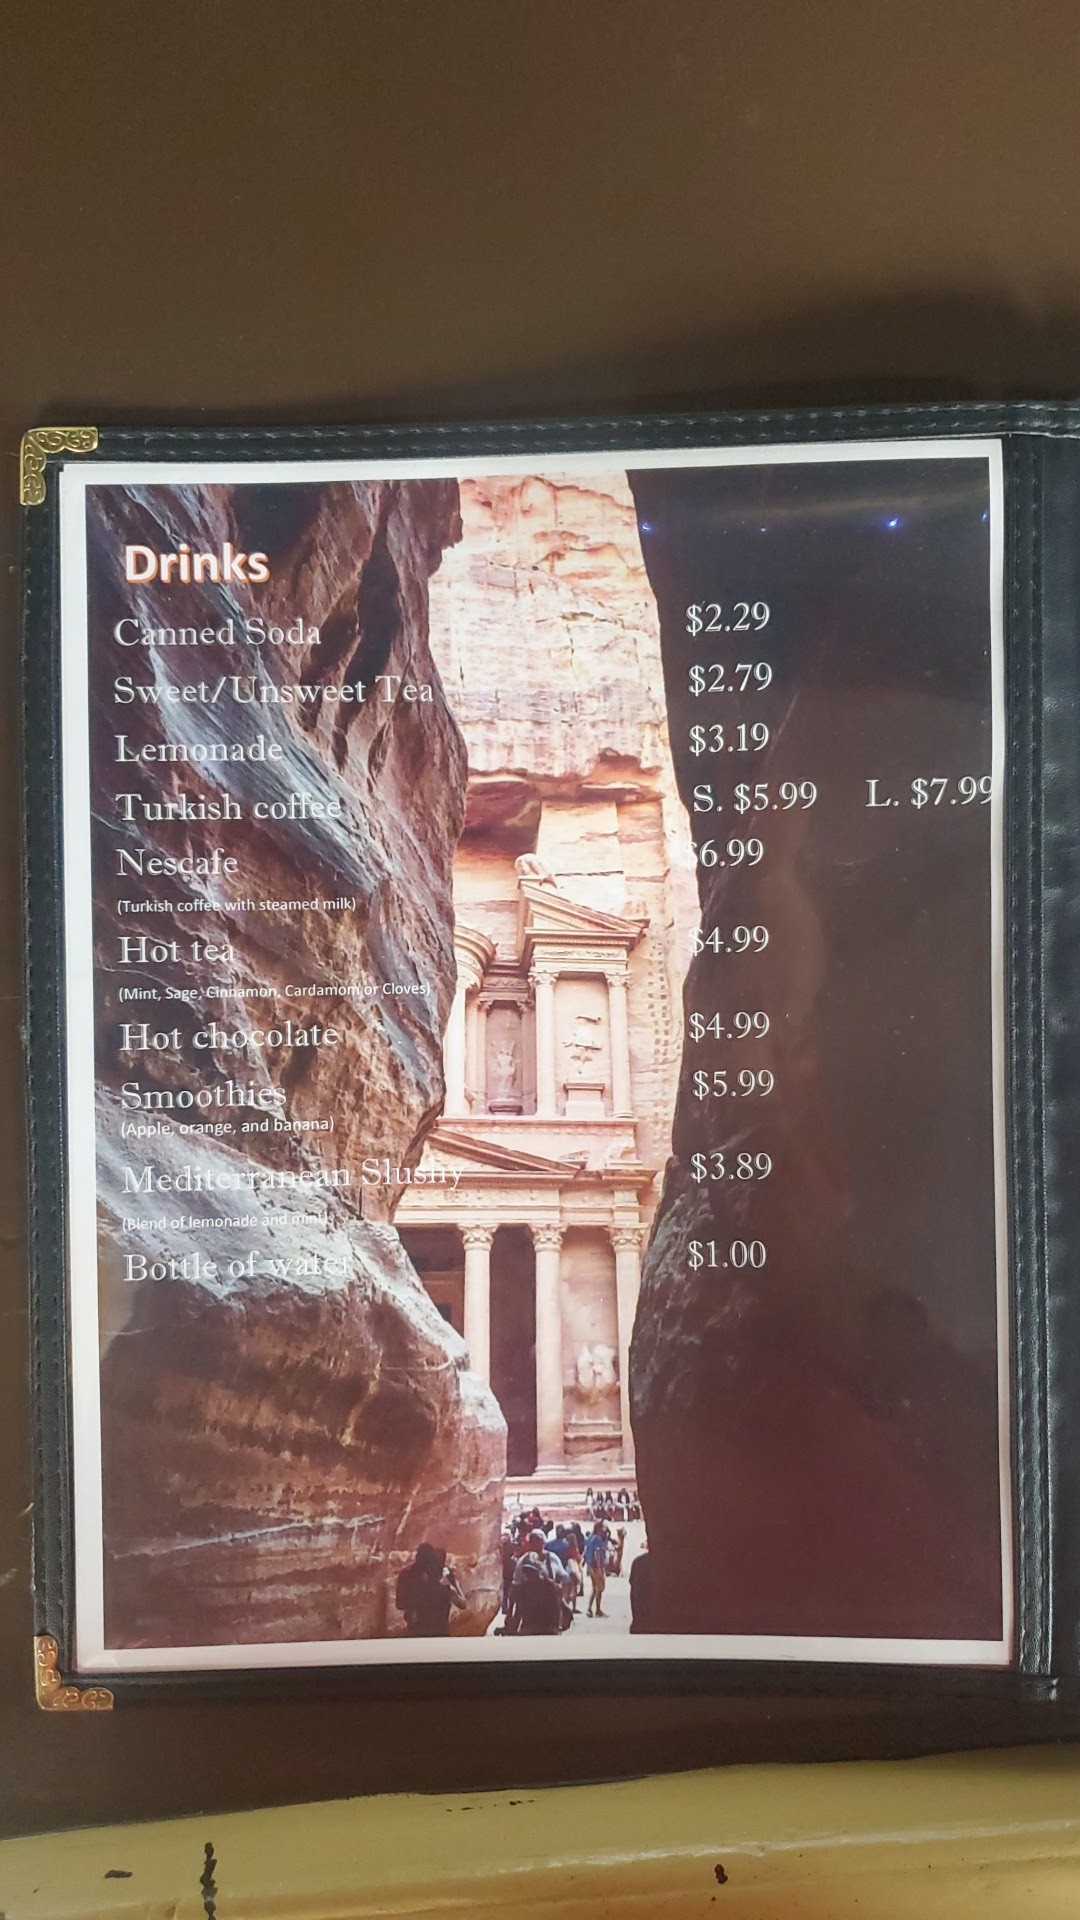 Drinks
Canned Soda $2.29
Sweet/Unsweet Tea $2.79
Lemonade $3.19
Turkish coffee S. $5.99 L. $7.99
Nescafe $6.99
(Turkish coffee with steamed milk)
Hot tea $4.99
(Mint, Sage, Cinnamon, Cardamom or Cloves)
Hot chocolate $4.99
Smoothies $5.99
(Apple, orange, and banana)
Mediterranean Slushy $3.89
(Blend of lemonade and mint)
Bottle of water $1.00